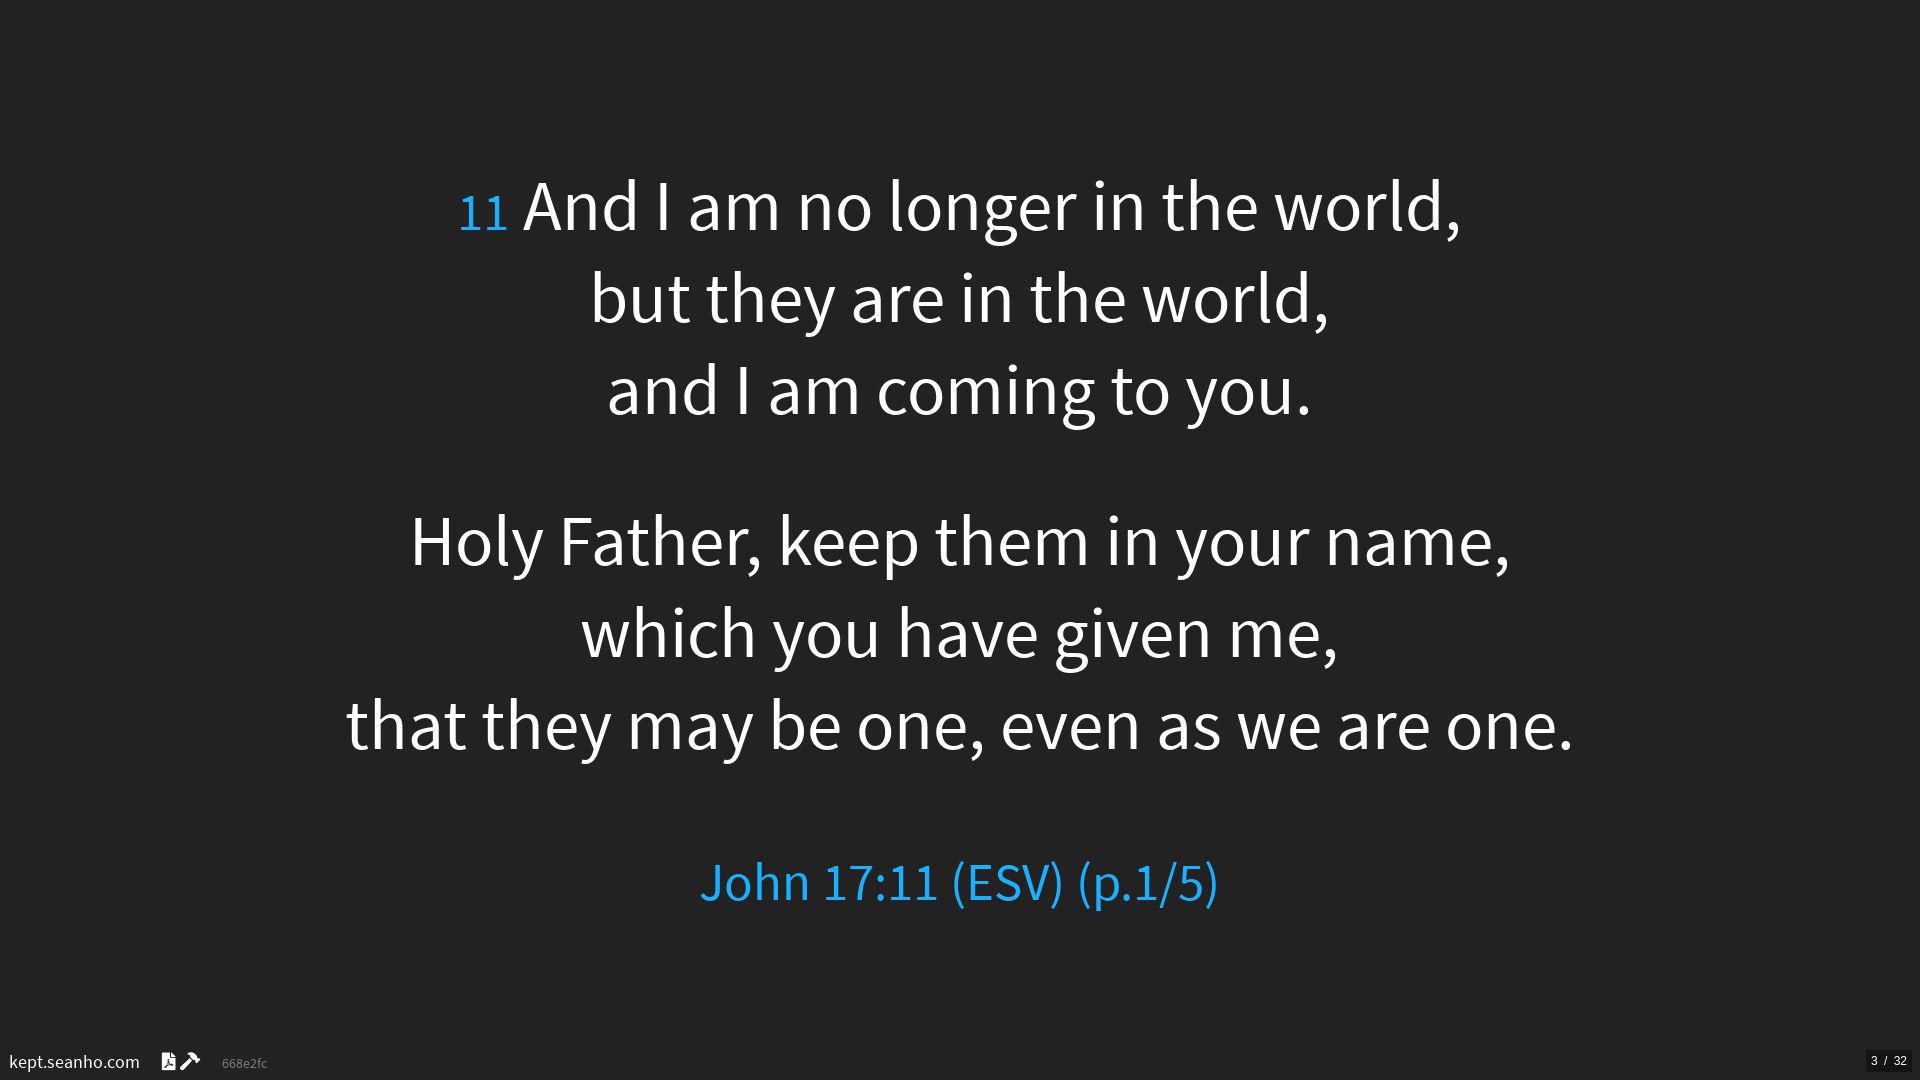 11 And I am no longer in the world,
but they are in the world,
and I am coming to you.
Holy Father, keep them in your name,
which you have given me,
that they may be one, even as we are one.
John 17:11 (ESV) (p.1/5)
kept.seanho.com 668e2fc
3 / 32